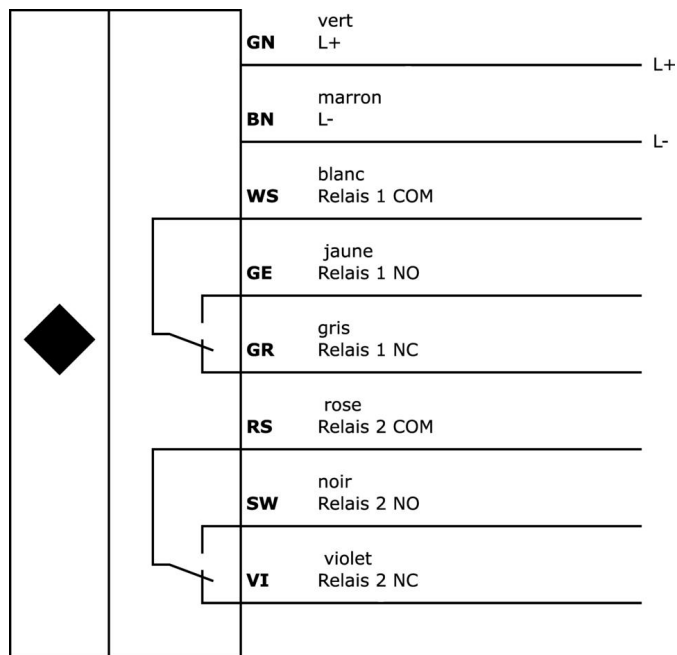 vert
GN L+
L+
marron
BN L-
L-
blanc
WS Relais 1 COM
jaune
GE Relais 1 NO
gris
GR Relais 1 NC
rose
RS Relais 2 COM
noir
SW Relais 2 NO
violet
VI Relais 2 NC